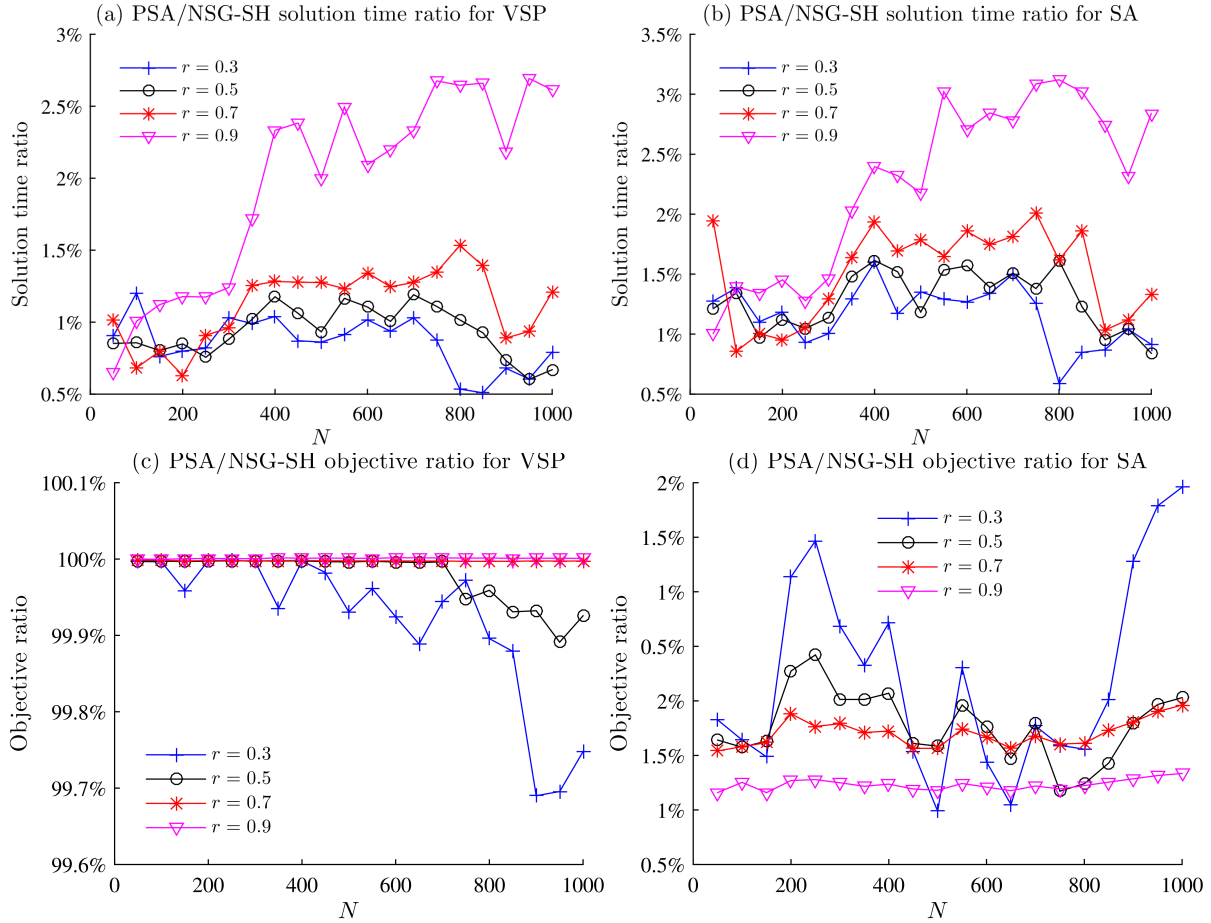 (a) PSA/NSG-SH solution time ratio for VSP
3%
2.5%
2%
1.5%
1%
0.5%
Solution time ratio
r = 0.3
r = 0.5
r = 0.7
r = 0.9
0 200 400 600 800 1000
N
(b) PSA/NSG-SH solution time ratio for SA
3.5%
3%
2.5%
2%
1.5%
1%
0.5%
Solution time ratio
r = 0.3
r = 0.5
r = 0.7
r = 0.9
0 200 400 600 800 1000
N
(c) PSA/NSG-SH objective ratio for VSP
100.1%
100%
99.9%
99.8%
99.7%
99.6%
Objective ratio
r = 0.3
r = 0.5
r = 0.7
r = 0.9
0 200 400 600 800 1000
N
(d) PSA/NSG-SH objective ratio for SA
2%
1.5%
1%
0.5%
2%
1.5%
1%
0.5%
Objective ratio
r = 0.3
r = 0.5
r = 0.7
r = 0.9
0 200 400 600 800 1000
N